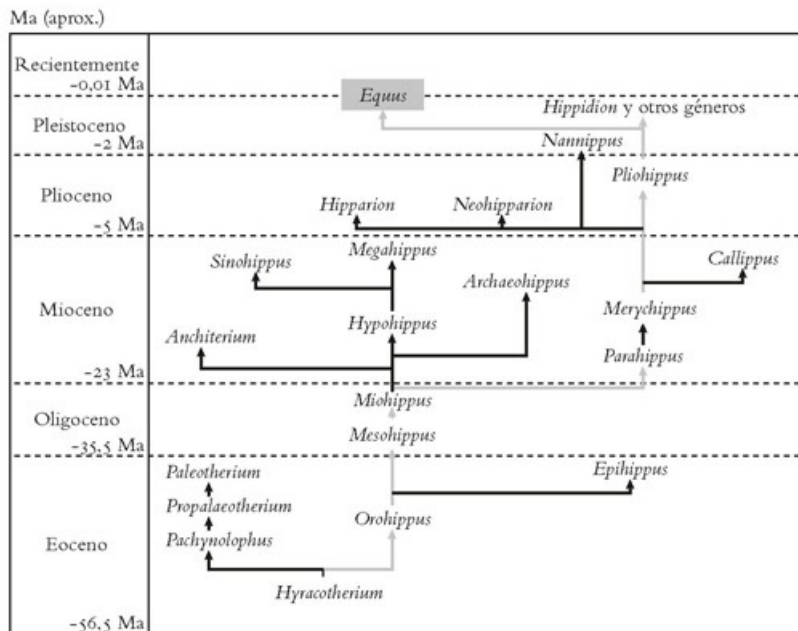 Ma (aprox.)
Recientemente
-0,01 Ma
Equus
Hippidion y otros géneros
Pleistoceno
-2 Ma
Nannippus
Pliohippus
Plioceno
Hipparion
Neohipparion
-5 Ma
Megahippus
Sinohippus
Callippus
Archaeohippus
Mioceno
Hypohippus
Merychippus
Anchiterium
Parahippus
-23 Ma
Miohippus
Oligoceno
Mesohippus
-35,5 Ma
Paleotherium
Epihippus
Propalaeotherium
Orohippus
Pachynolophus
Eoceno
Hyracotherium
-56,5 Ma